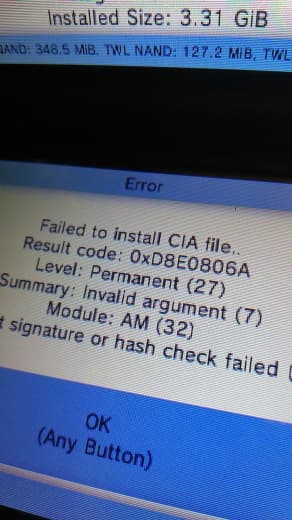 Installed Size: 3.31 GiB
NAND: 346.5 MiB, TWL NAND: 127.2 MiB, TWL
Error
Failed to install CIA file..
Result code: 0xD8E0806A
Level: Permanent (27)
Summary: Invalid argument (7)
Module: AM (32)
signature or hash check failed
OK
(Any Button)